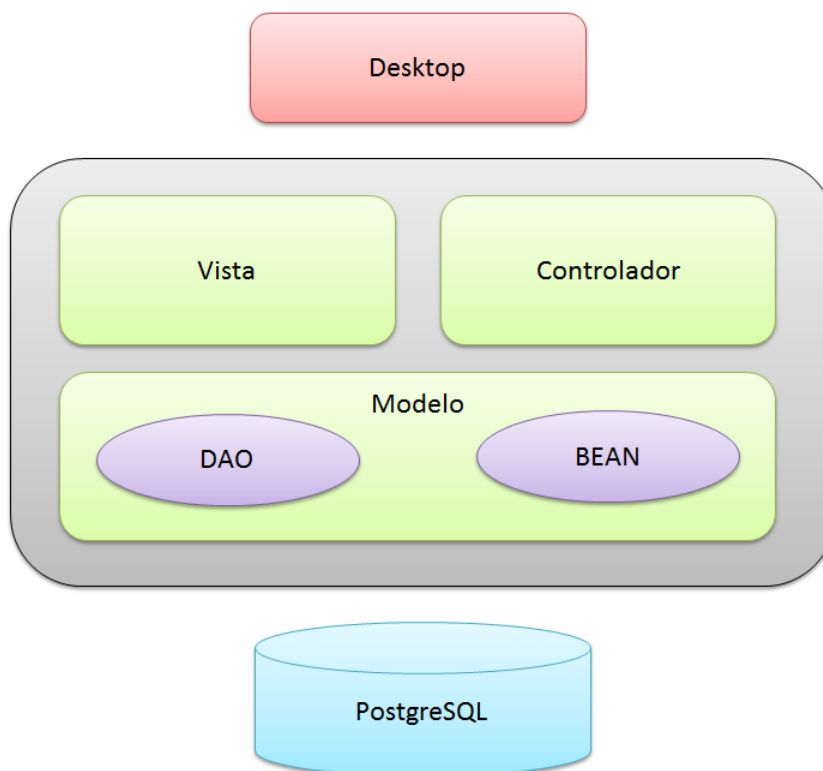 Desktop
Vista
Controlador
Modelo
DAO
BEAN
PostgreSQL